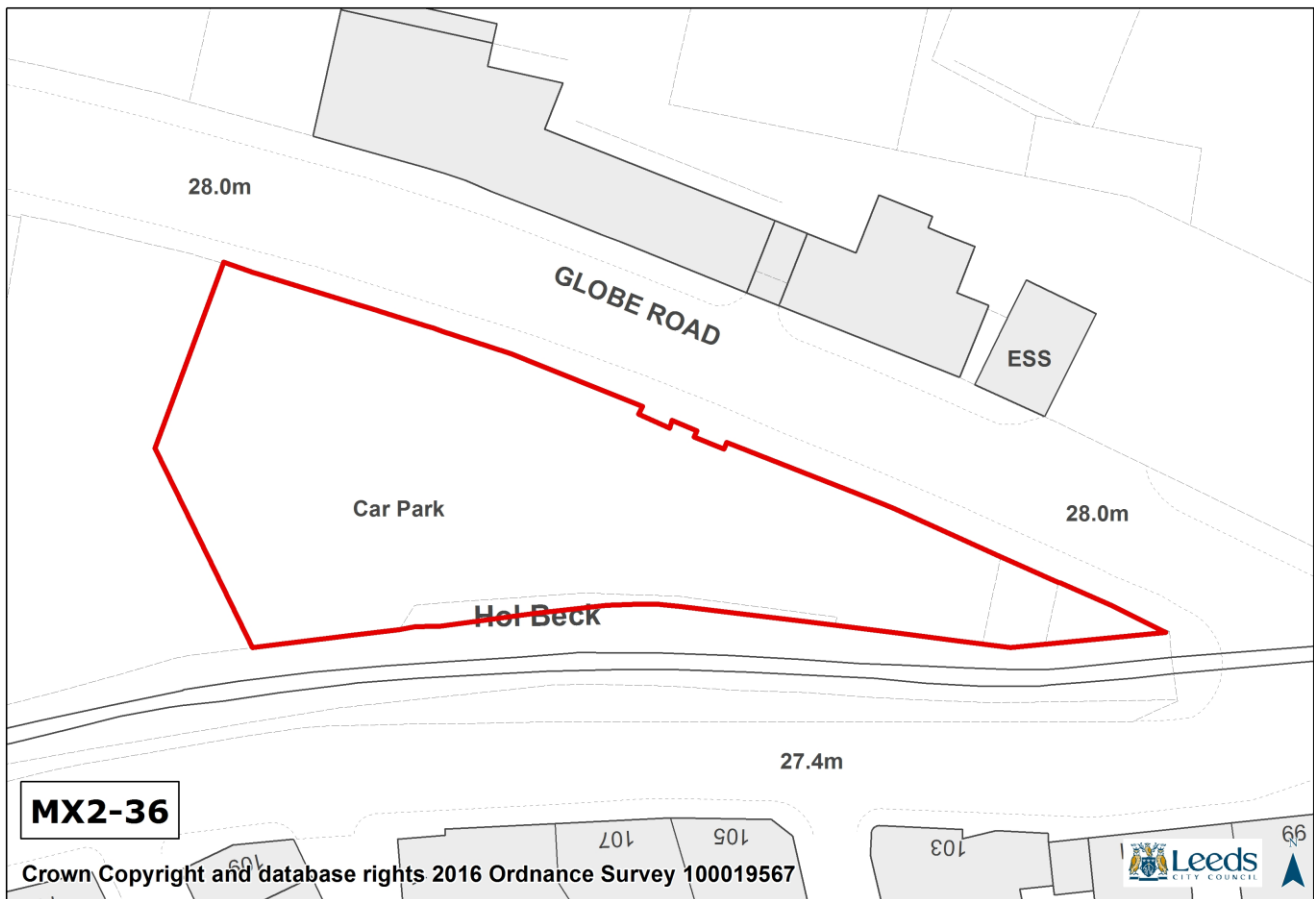 28.0m
GLOBE ROAD
ESS
Car Park
28.0m
Hol Beck
27.4m
MX2-36
109
107
105
103
99
N
Leeds
CITY COUNCIL
Crown Copyright and database rights 2016 Ordnance Survey 100019567